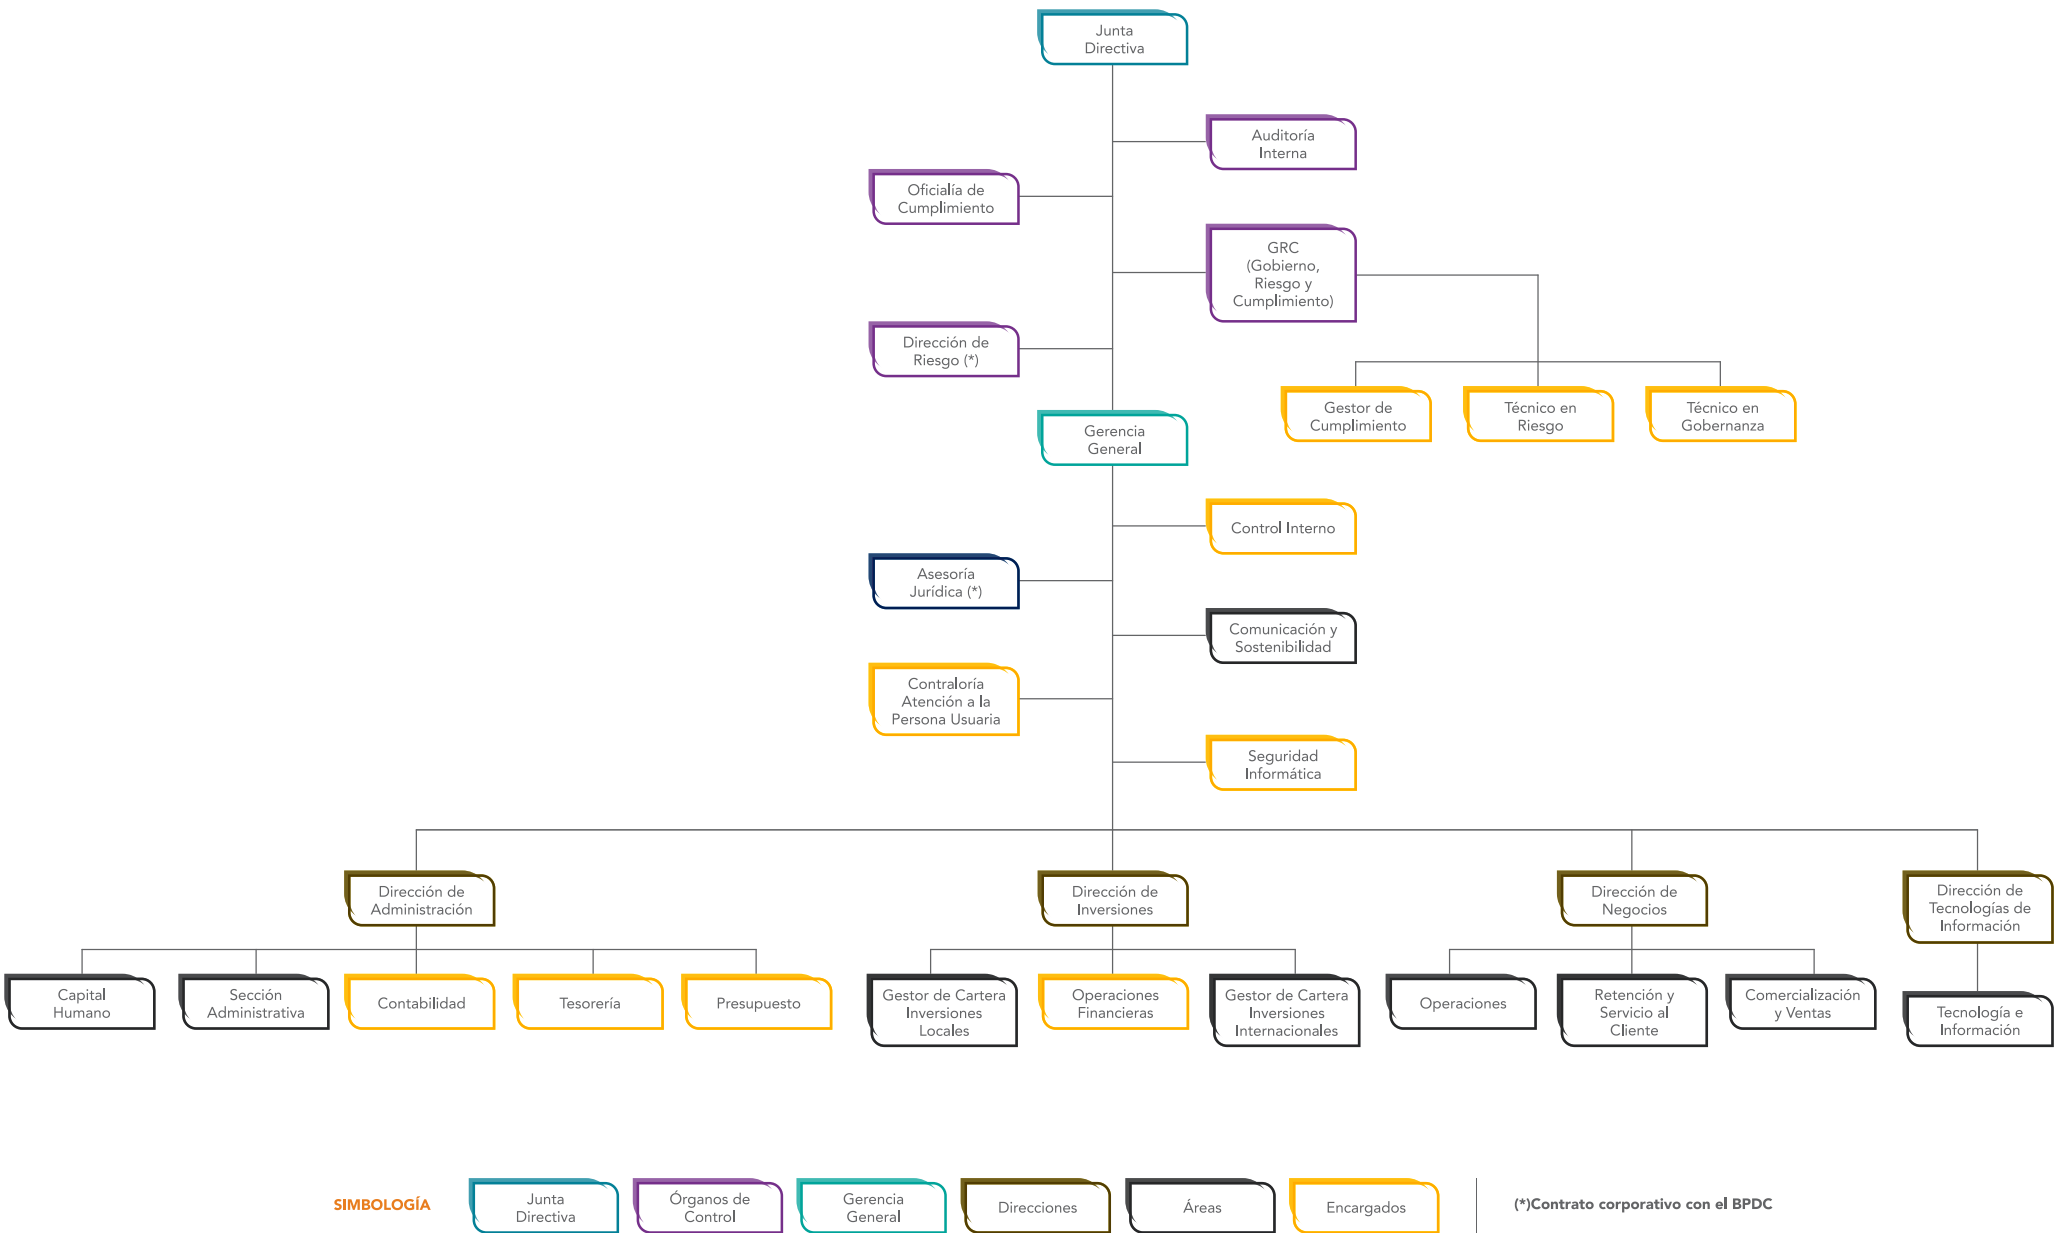 Junta
Directiva
Auditoría
Interna
Oficialía de
Cumplimiento
GRC
(Gobierno,
Riesgo y
Cumplimiento)
Dirección de
Riesgo (*)
Gestor de
Cumplimiento
Técnico en
Riesgo
Técnico en
Gobernanza
Gerencia
General
Control Interno
Asesoría
Jurídica (*)
Comunicación y
Sostenibilidad
Contraloría
Atención a la
Persona Usuaria
Seguridad
Informática
Dirección de
Administración
Dirección de
Inversiones
Dirección de
Negocios
Dirección de
Tecnologías de
Información
Capital
Humano
Sección
Administrativa
Contabilidad
Tesorería
Presupuesto
Gestor de Cartera
Inversiones
Locales
Operaciones
Financieras
Gestor de Cartera
Inversiones
Internacionales
Operaciones
Retención y
Servicio al
Cliente
Comercialización
y Ventas
Tecnología e
Información
SIMBOLOGÍA
Junta
Directiva
Órganos de
Control
Gerencia
General
Direcciones
Áreas
Encargados
(*)Contrato corporativo con el BPDC